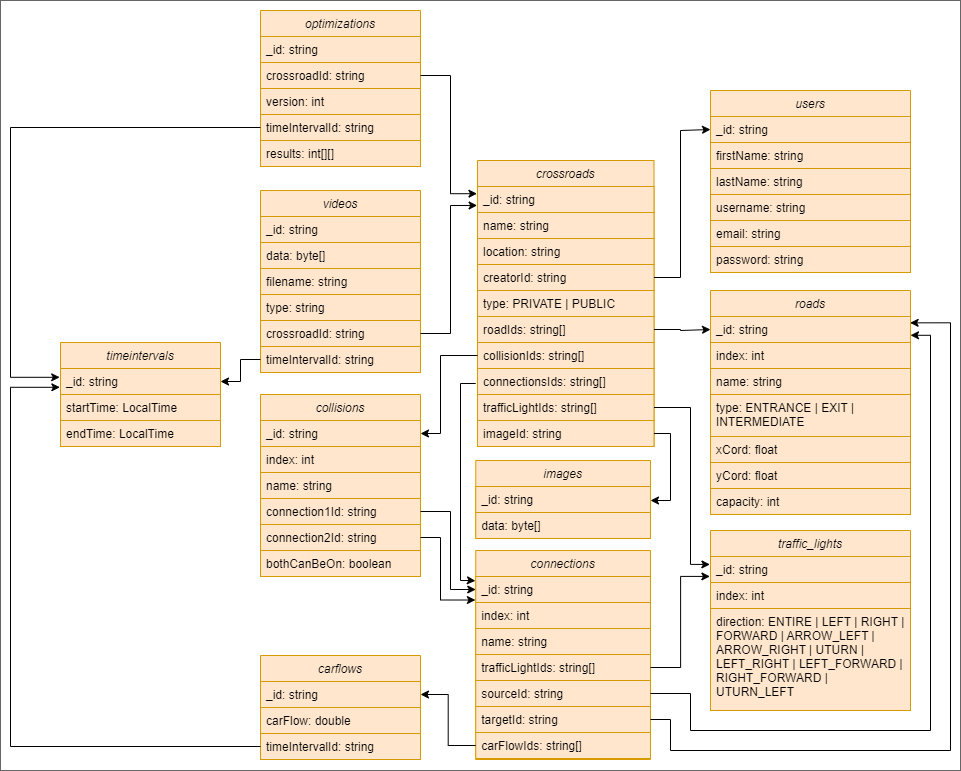 optimizations
_id: string
crossroadId: string
version: int
timeIntervalId: string
results: int[][]
videos
_id: string
data: byte[]
filename: string
type: string
crossroadId: string
timeIntervalId: string
timeintervals
_id: string
startTime: LocalTime
endTime: LocalTime
collisions
_id: string
index: int
name: string
connection1Id: string
connection2Id: string
bothCanBeOn: boolean
carflows
_id: string
carFlow: double
timeIntervalId: string
crossroads
_id: string
name: string
location: string
creatorId: string
type: PRIVATE | PUBLIC
roadIds: string[]
collisionIds: string[]
connectionsIds: string[]
trafficLightIds: string[]
imageId: string
images
_id: string
data: byte[]
connections
_id: string
index: int
name: string
trafficLightIds: string[]
sourceId: string
targetId: string
carFlowIds: string[]
users
_id: string
firstName: string
lastName: string
username: string
email: string
password: string
roads
_id: string
index: int
name: string
type: ENTRANCE | EXIT |
INTERMEDIATE
xCord: float
yCord: float
capacity: int
traffic_lights
_id: string
index: int
direction: ENTIRE | LEFT | RIGHT |
FORWARD | ARROW_LEFT |
ARROW_RIGHT | UTURN |
LEFT_RIGHT | LEFT_FORWARD |
RIGHT_FORWARD |
UTURN_LEFT